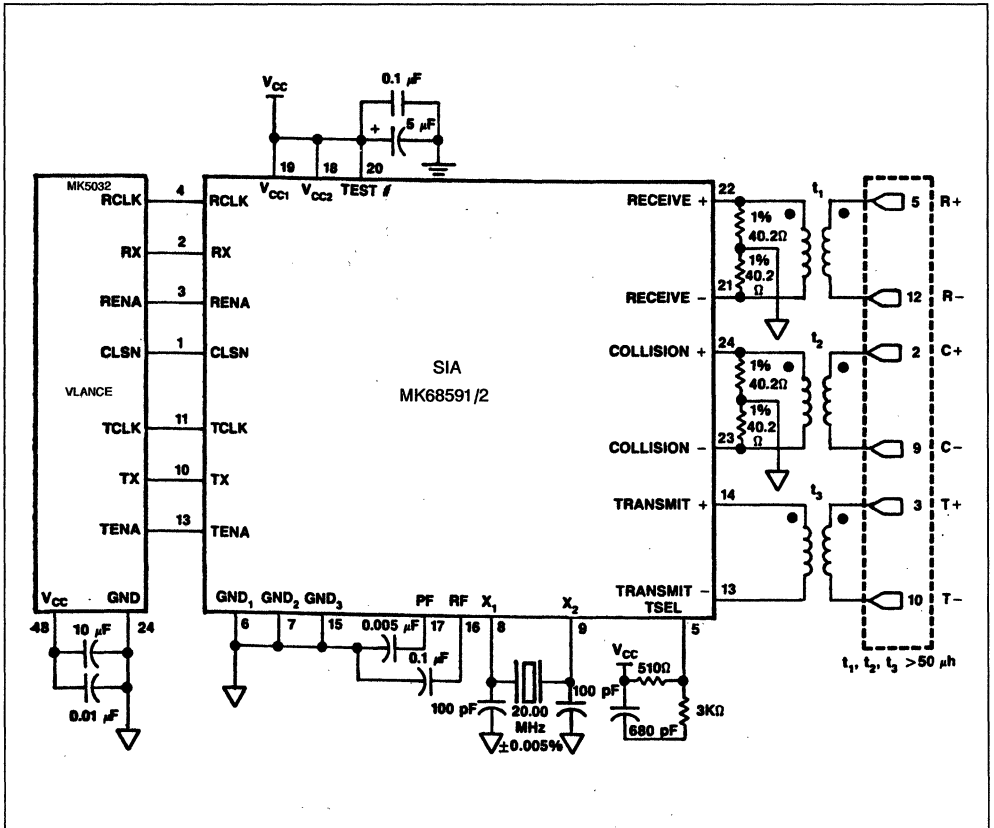 V_CC
0.1 µF
+ 5 µF
19 18 20
V_CC1 V_CC2 TEST //
MK5032
RCLK 4 RCLK
RX 2 RX
RENA 3 RENA
CLSN 1 CLSN
VLANCE
TCLK 11 TCLK
TX 10 TX
TENA 13 TENA
V_CC GND
48 24
10 µF
0.01 µF
SIA
MK68591/2
RECEIVE + 22
1%
40.2Ω
1%
40.2
Ω
RECEIVE − 21
t1
5 R+
12 R−
COLLISION + 24
1%
40.2Ω
1%
40.2
Ω
COLLISION − 23
t2
2 C+
9 C−
TRANSMIT + 14
TRANSMIT − 13
t3
3 T+
10 T−
TSEL
5
GND1 GND2 GND3 PF RF X1 X2
6 7 15 17 16 8 9
0.005 µF
0.1 µF
100 pF
20.00
MHz
±0.005%
100 pF
V_CC
510Ω
3KΩ
680 pF
t1, t2, t3 >50 µh